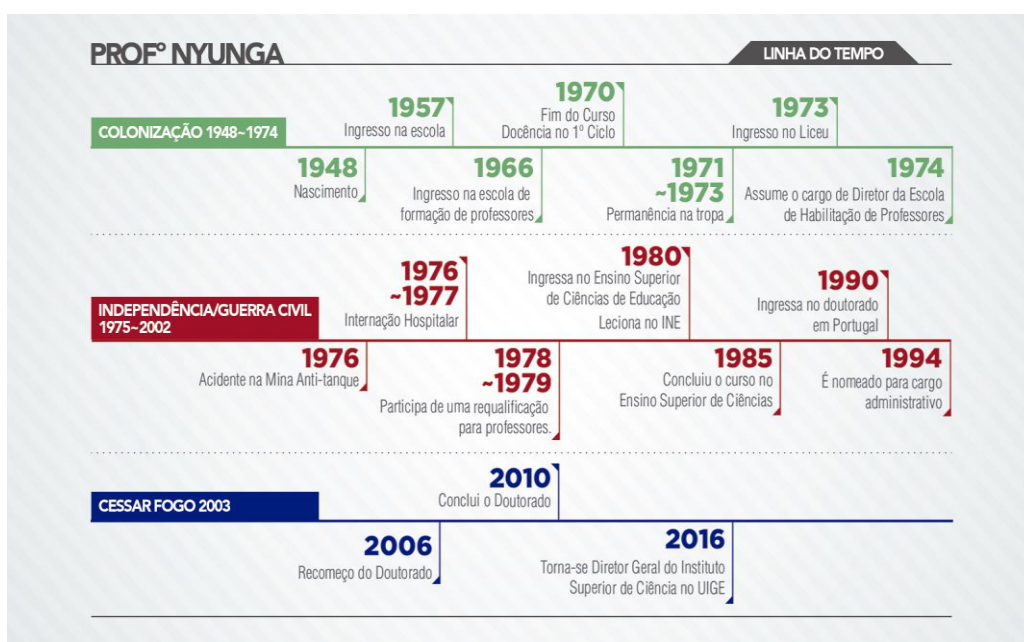 PROFº NYUNGA
LINHA DO TEMPO
COLONIZAÇÃO 1948~1974
1957
Ingresso na escola
1970
Fim do Curso
Docência no 1º Ciclo
1973
Ingresso no Liceu
1948
Nascimento
1966
Ingresso na escola de
formação de professores
1971
~1973
Permanência na tropa
1974
Assume o cargo de Diretor da Escola
de Habilitação de Professores
INDEPENDÊNCIA/GUERRA CIVIL
1975~2002
1976
~1977
Internação Hospitalar
1980
Ingressa no Ensino Superior
de Ciências de Educação
Leciona no INE
1990
Ingressa no doutorado
em Portugal
1976
Acidente na Mina Anti-tanque
1978
~1979
Participa de uma requalificação
para professores.
1985
Concluiu o curso no
Ensino Superior de Ciências
1994
É nomeado para cargo
administrativo
CESSAR FOGO 2003
2010
Conclui o Doutorado
2006
Recomeço do Doutorado
2016
Torna-se Diretor Geral do Instituto
Superior de Ciência no UIGE